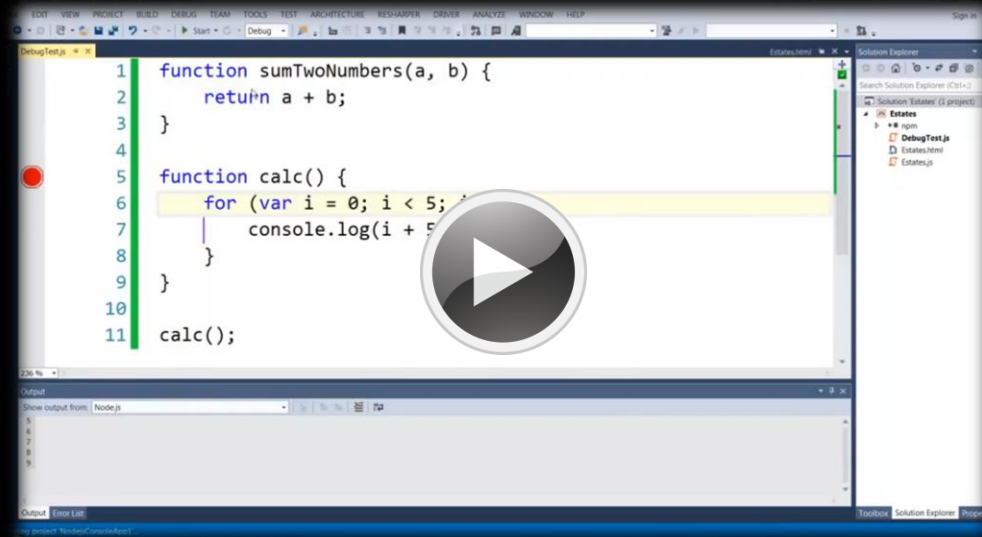 EDIT VIEW PROJECT BUILD DEBUG TEAM TOOLS TEST ARCHITECTURE RESHARPER DRIVER ANALYZE WINDOW HELP Sign in
Start Debug
DebugTest.js Estates.html Solution Explorer
1 function sumTwoNumbers(a, b) {
2 return a + b;
3 }
4
5 function calc() {
6 for (var i = 0; i < 5;
7 console.log(i + 5
8 }
9 }
10
11 calc();
Search Solution Explorer (Ctrl+;)
Solution 'Estates' (1 project)
Estates
npm
DebugTest.js
Estates.html
Estates.js
236 %
Output
Show output from: Node.js
5
6
7
8
9
Output Error List
Toolbox Solution Explorer Prope
project 'NodejsConsoleApp1'